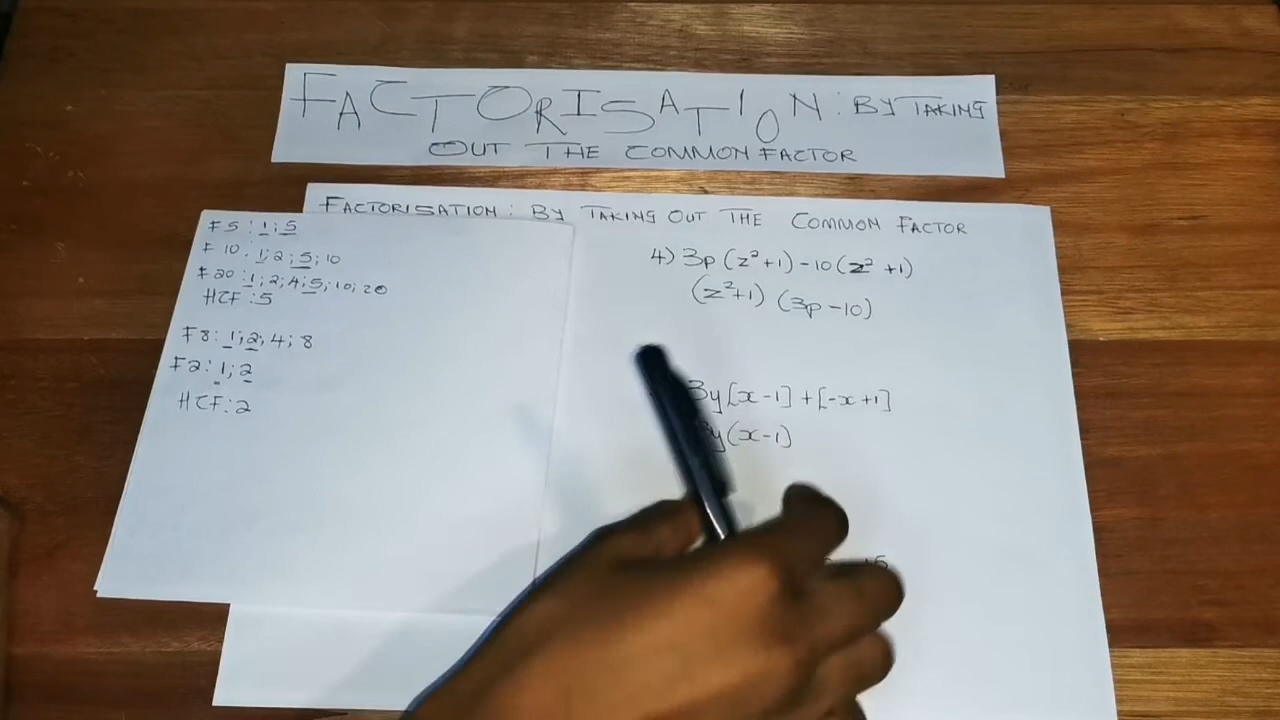 FACTORISATION: BY TAKING
OUT THE COMMON FACTOR
FACTORISATION: BY TAKING OUT THE COMMON FACTOR
F5: 1; 5
F10: 1; 2; 5; 10
F20: 1; 2; 4; 5; 10; 20
HCF: 5
F8: 1; 2; 4; 8
F2: 1; 2
HCF: 2
4) 3p(z²+1)-10(z²+1)
(z²+1)(3p-10)
3y[x-1]+[-x+1]
3y(x-1)